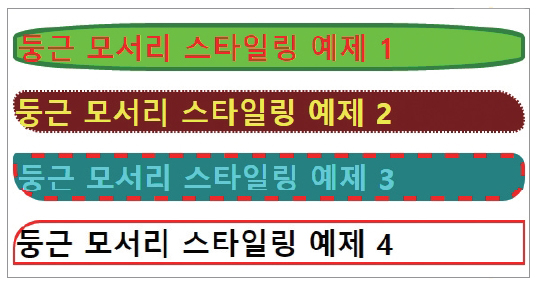 둥근 모서리 스타일링 예제 1
둥근 모서리 스타일링 예제 2
둥근 모서리 스타일링 예제 3
둥근 모서리 스타일링 예제 4